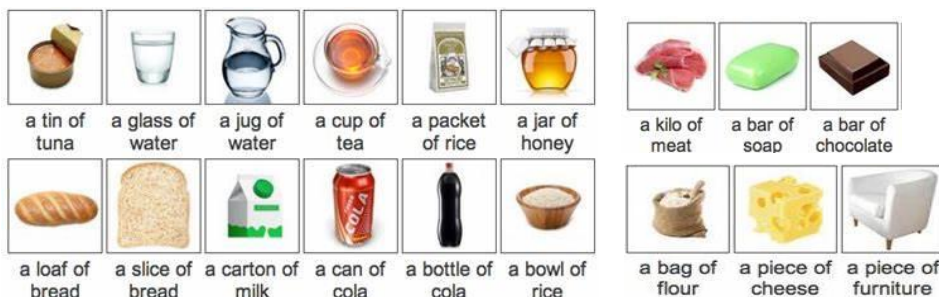 a tin of
tuna
a glass of
water
a jug of
water
a cup of
tea
a packet
of rice
a jar of
honey
a kilo of
meat
a bar of
soap
a bar of
chocolate
COLA
a loaf of
bread
a slice of
bread
a carton of
milk
a can of
cola
a bottle of
cola
a bowl of
rice
a bag of
flour
a piece of
cheese
a piece of
furniture